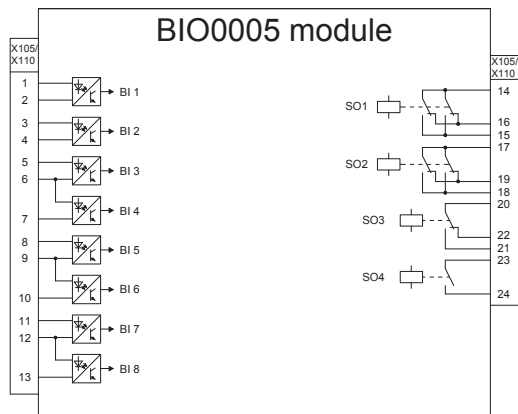 BIO0005 module
X105/
X110
1
2
BI 1
3
4
BI 2
5
6
BI 3
7
BI 4
8
9
BI 5
10
BI 6
11
12
BI 7
13
BI 8
X105/
X110
14
SO1
16
15
17
SO2
19
18
20
SO3
22
21
23
SO4
24